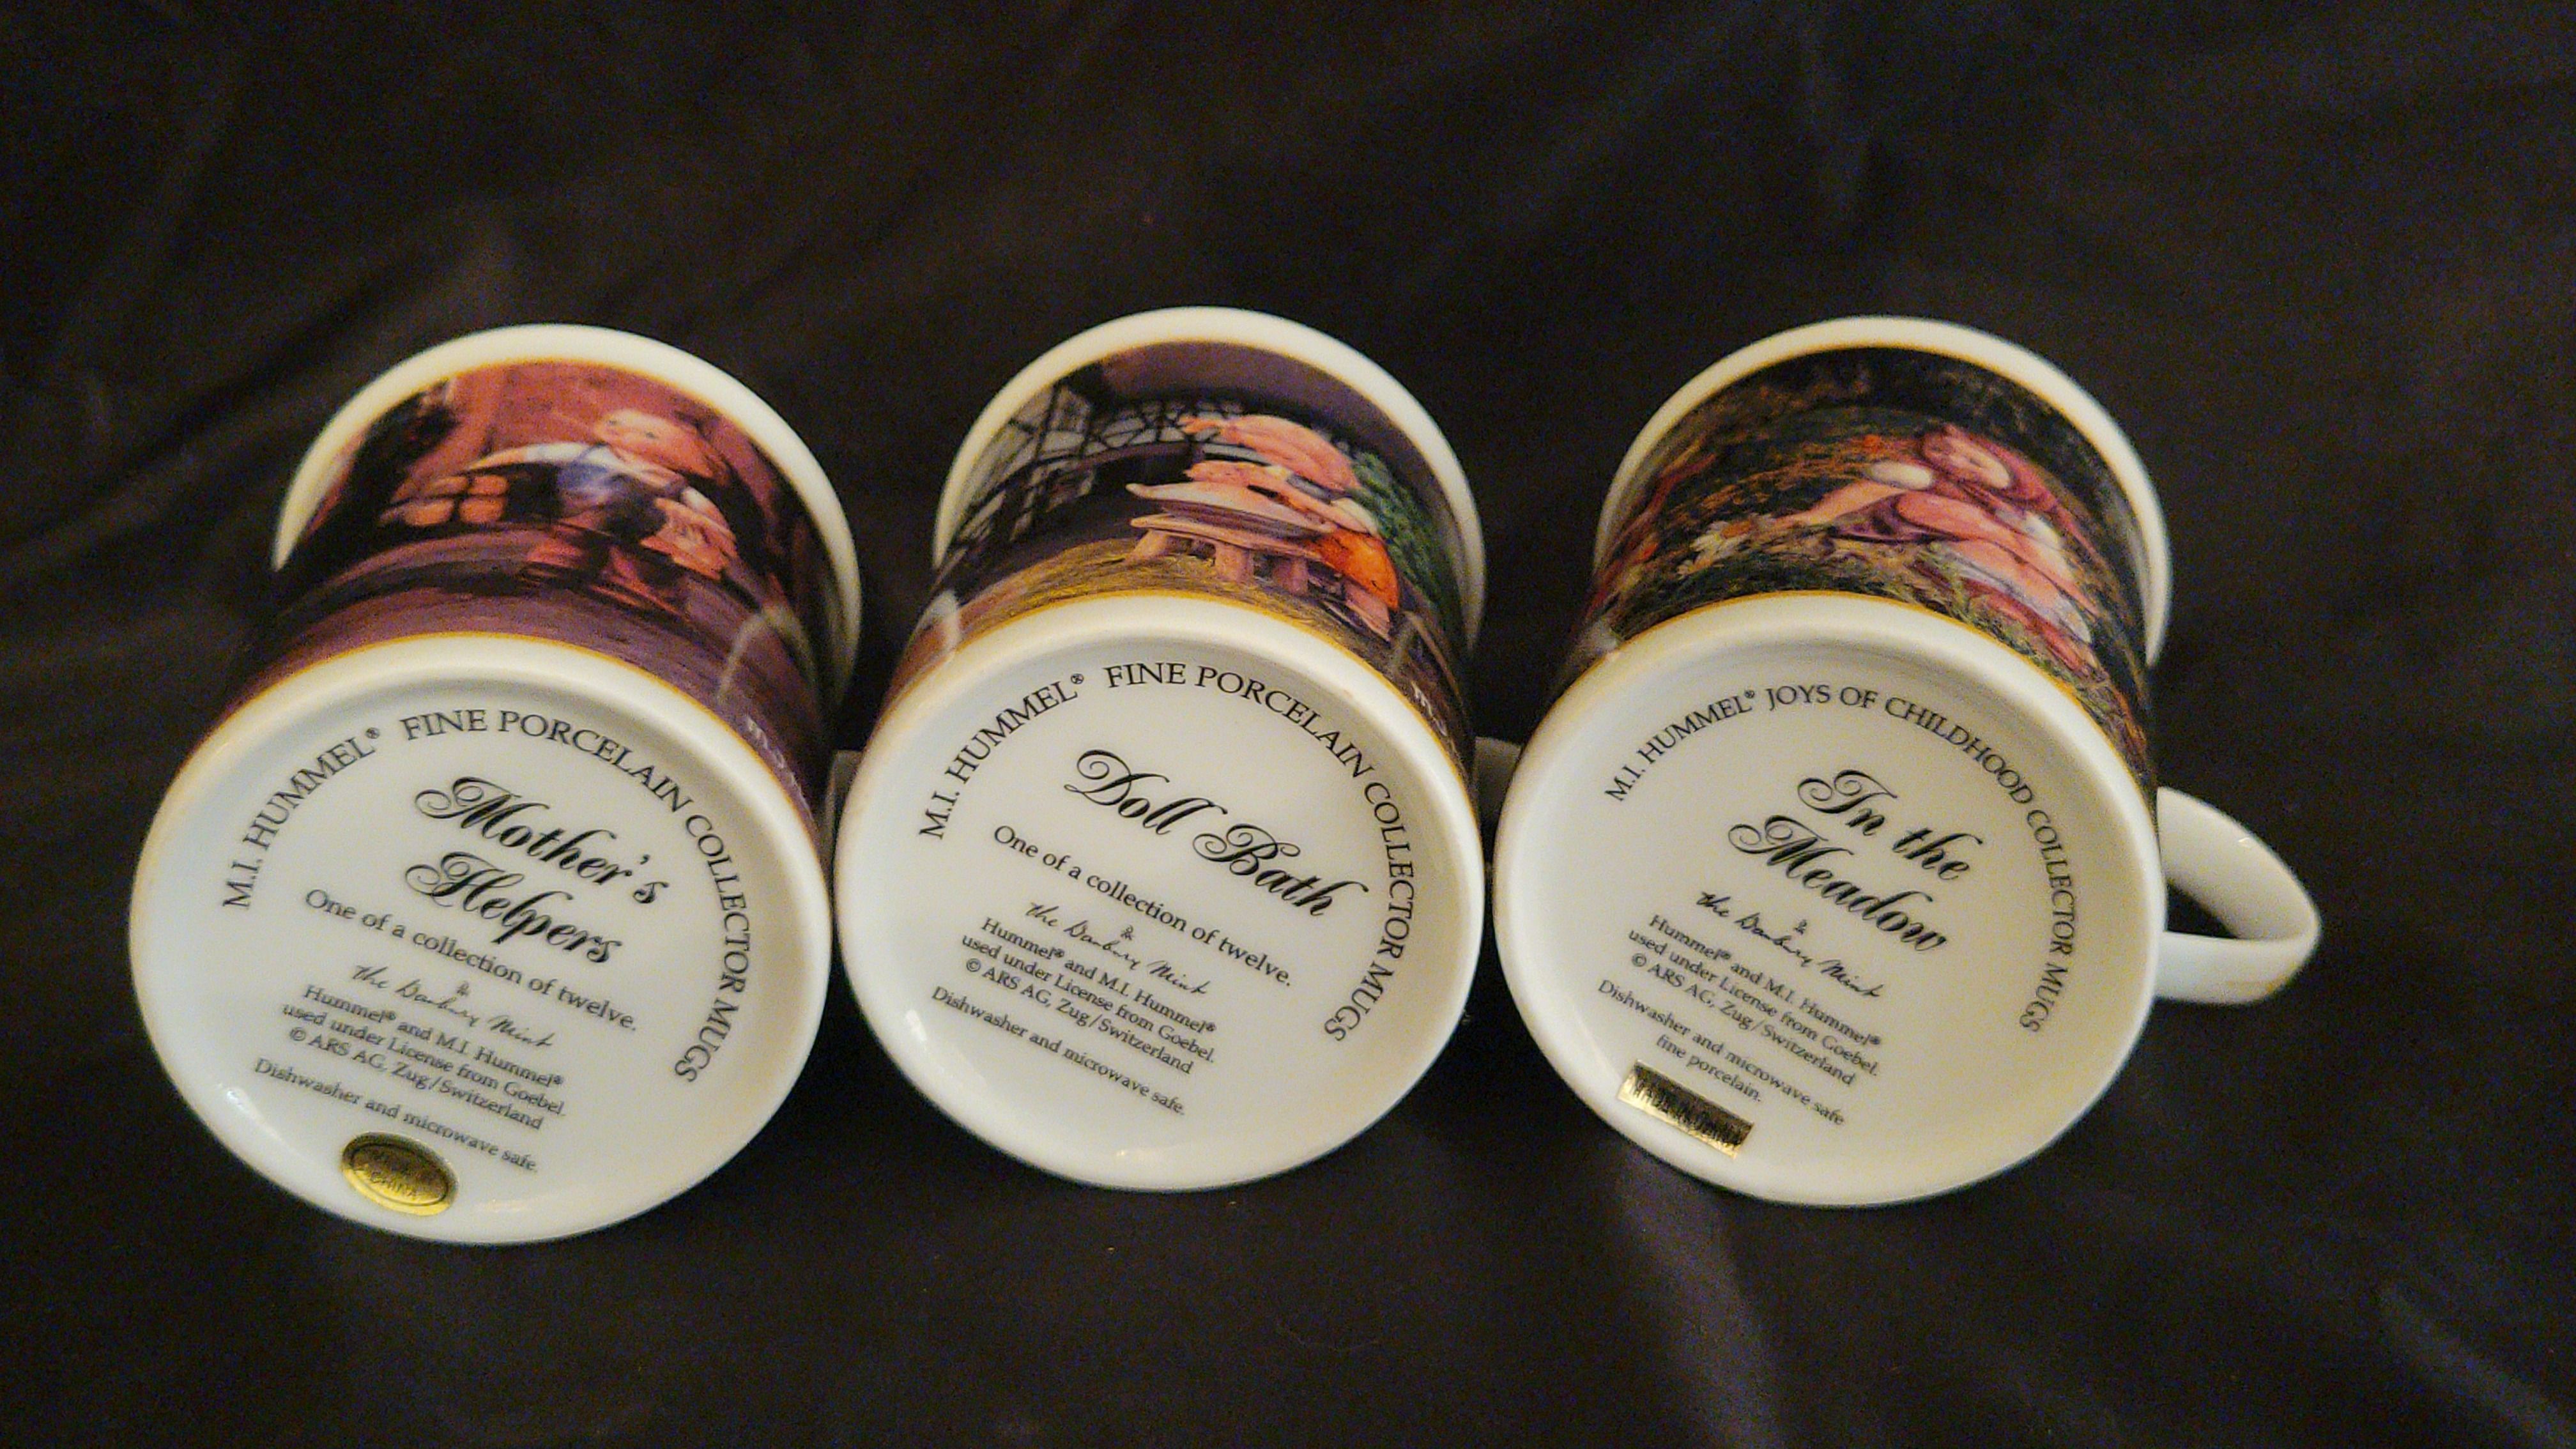 M.I. HUMMEL® FINE PORCELAIN COLLECTOR MUGS
Mother's
Helpers
One of a collection of twelve.
the Danbury Mint
Hummel® and M.I. Hummel®
used under License from Goebel.
© ARS AG, Zug/Switzerland
Dishwasher and microwave safe.
CHINA
M.I. HUMMEL® FINE PORCELAIN COLLECTOR MUGS
Doll Bath
One of a collection of twelve.
the Danbury Mint
Hummel® and M.I. Hummel®
used under License from Goebel.
© ARS AG, Zug/Switzerland
Dishwasher and microwave safe.
M.I. HUMMEL® JOYS OF CHILDHOOD COLLECTOR MUGS
In the
Meadow
the Danbury Mint
Hummel® and M.I. Hummel®
used under License from Goebel.
© ARS AG, Zug/Switzerland
Dishwasher and microwave safe
fine porcelain.
MADE IN CHINA